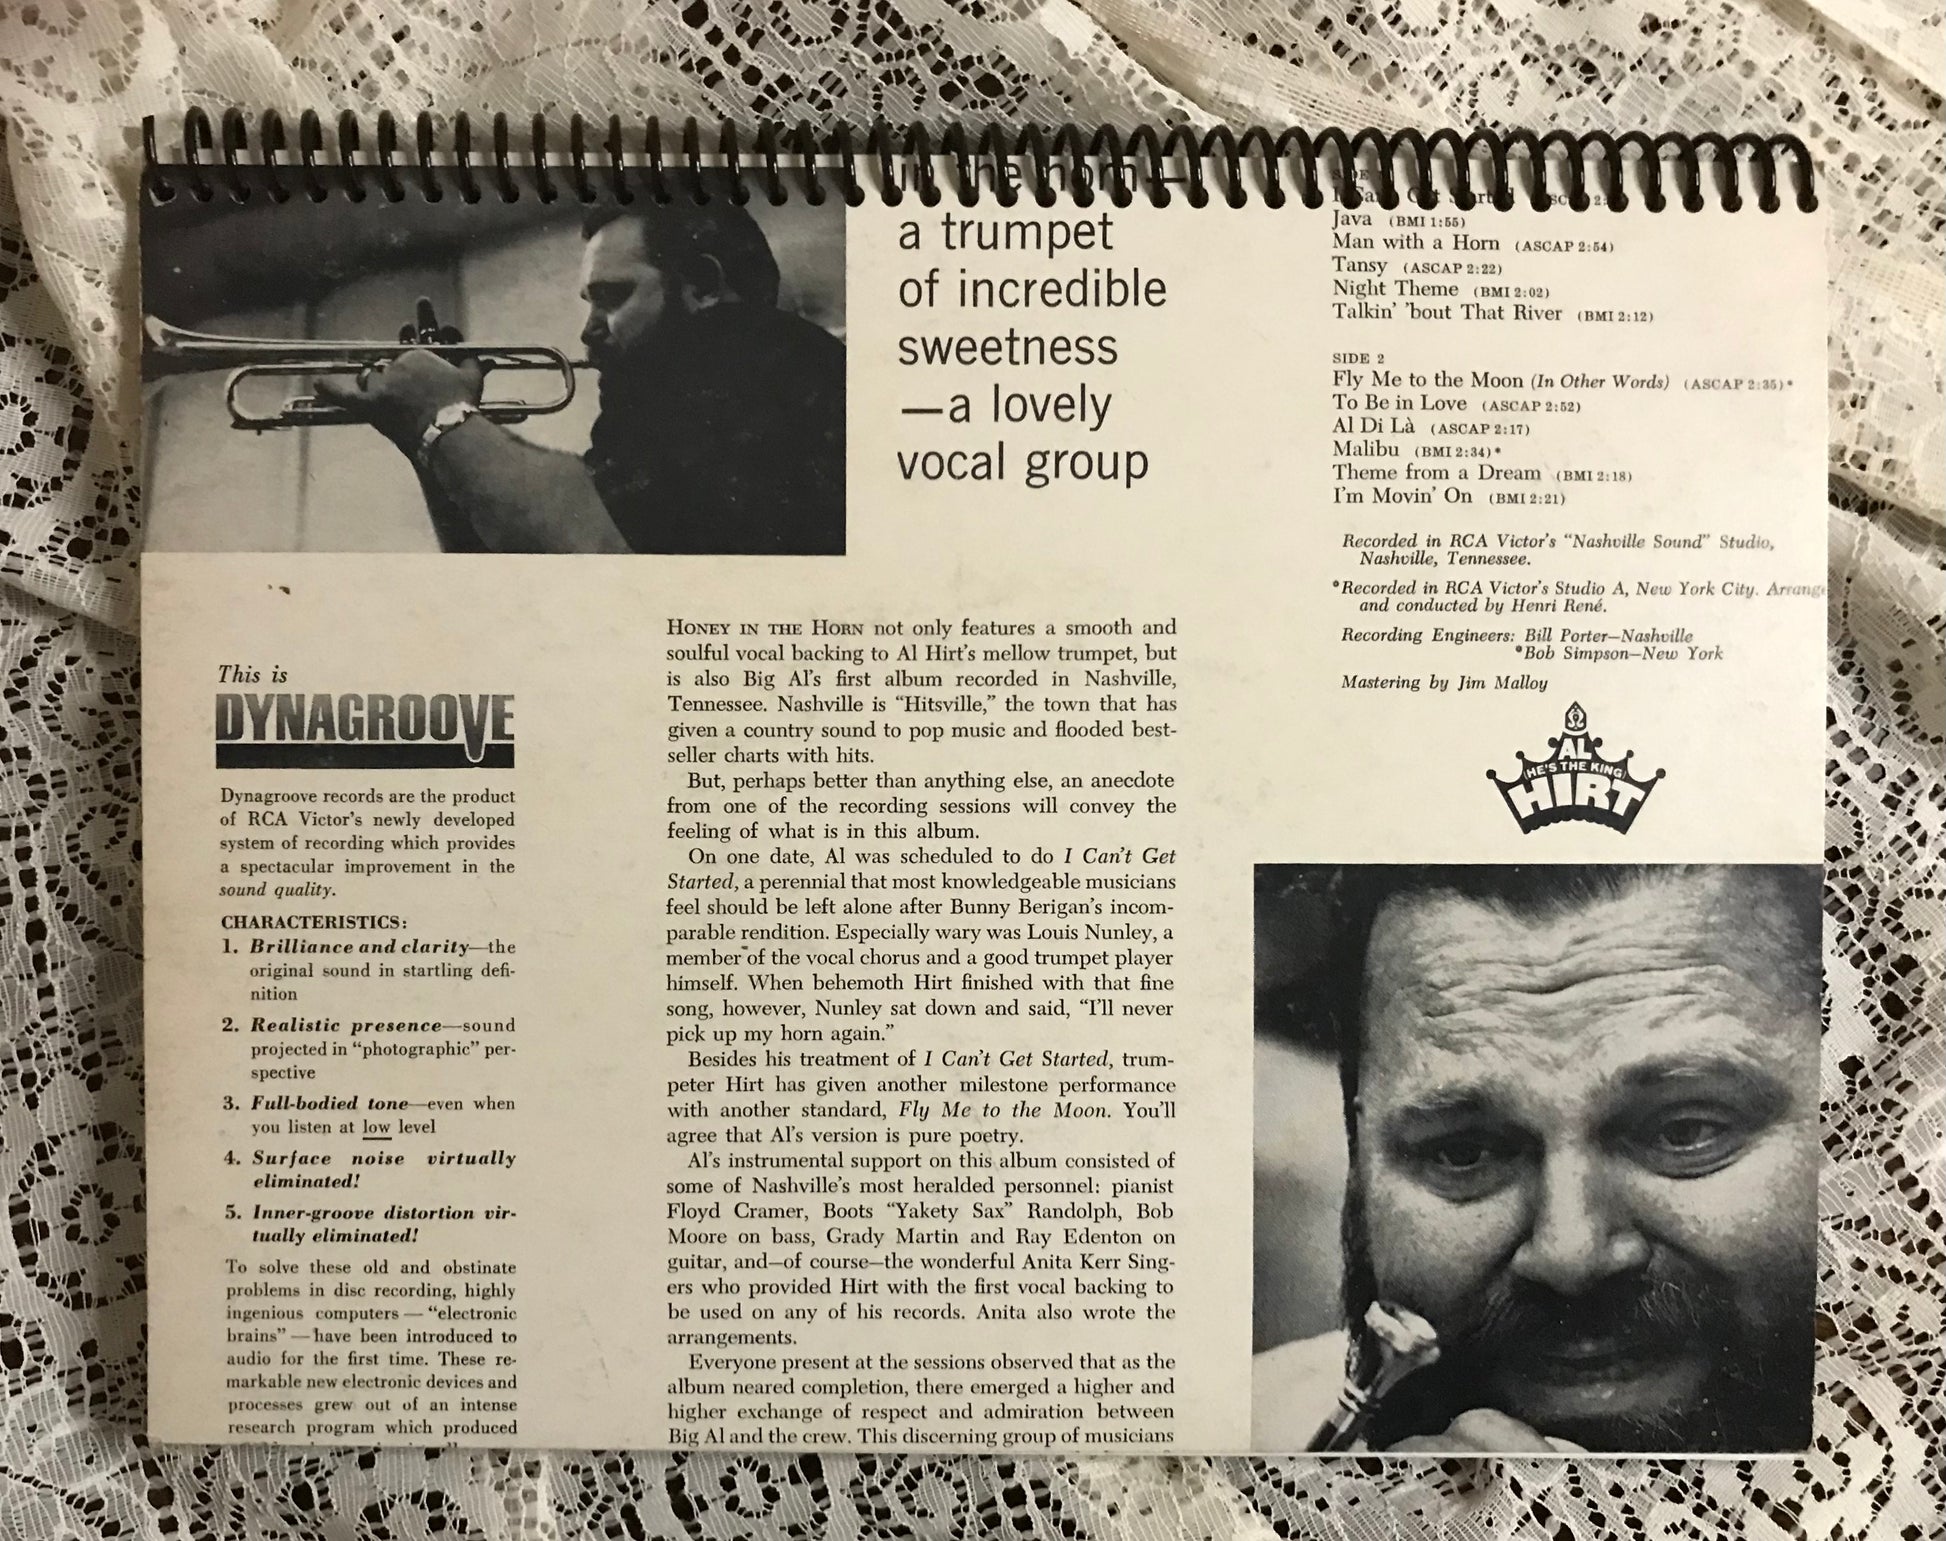 in the horn—
a trumpet
of incredible
sweetness
—a lovely
vocal group
SIDE
Java (BMI 1:55)
Man with a Horn (ASCAP 2:54)
Tansy (ASCAP 2:22)
Night Theme (BMI 2:02)
Talkin’ ’bout That River (BMI 2:12)
SIDE 2
Fly Me to the Moon (In Other Words) (ASCAP 2:35)*
To Be in Love (ASCAP 2:52)
Al Di Là (ASCAP 2:17)
Malibu (BMI 2:34)*
Theme from a Dream (BMI 2:18)
I’m Movin’ On (BMI 2:21)
Recorded in RCA Victor’s “Nashville Sound” Studio,
Nashville, Tennessee.
*Recorded in RCA Victor’s Studio A, New York City. Arrang
and conducted by Henri René.
Recording Engineers: Bill Porter—Nashville
*Bob Simpson—New York
Mastering by Jim Malloy
AL
HE'S THE KING
HIRT
This is
DYNAGROOVE
Dynagroove records are the product
of RCA Victor’s newly developed
system of recording which provides
a spectacular improvement in the
sound quality.
CHARACTERISTICS:
1. Brilliance and clarity—the
original sound in startling defi-
nition
2. Realistic presence—sound
projected in “photographic” per-
spective
3. Full-bodied tone—even when
you listen at low level
4. Surface noise virtually
eliminated!
5. Inner-groove distortion vir-
tually eliminated!
To solve these old and obstinate
problems in disc recording, highly
ingenious computers — “electronic
brains” — have been introduced to
audio for the first time. These re-
markable new electronic devices and
processes grew out of an intense
research program which produced
HONEY IN THE HORN not only features a smooth and
soulful vocal backing to Al Hirt’s mellow trumpet, but
is also Big Al’s first album recorded in Nashville,
Tennessee. Nashville is “Hitsville,” the town that has
given a country sound to pop music and flooded best-
seller charts with hits.
But, perhaps better than anything else, an anecdote
from one of the recording sessions will convey the
feeling of what is in this album.
On one date, Al was scheduled to do I Can’t Get
Started, a perennial that most knowledgeable musicians
feel should be left alone after Bunny Berigan’s incom-
parable rendition. Especially wary was Louis Nunley, a
member of the vocal chorus and a good trumpet player
himself. When behemoth Hirt finished with that fine
song, however, Nunley sat down and said, “I’ll never
pick up my horn again.”
Besides his treatment of I Can’t Get Started, trum-
peter Hirt has given another milestone performance
with another standard, Fly Me to the Moon. You’ll
agree that Al’s version is pure poetry.
Al’s instrumental support on this album consisted of
some of Nashville’s most heralded personnel: pianist
Floyd Cramer, Boots “Yakety Sax” Randolph, Bob
Moore on bass, Grady Martin and Ray Edenton on
guitar, and—of course—the wonderful Anita Kerr Sing-
ers who provided Hirt with the first vocal backing to
be used on any of his records. Anita also wrote the
arrangements.
Everyone present at the sessions observed that as the
album neared completion, there emerged a higher and
higher exchange of respect and admiration between
Big Al and the crew. This discerning group of musicians